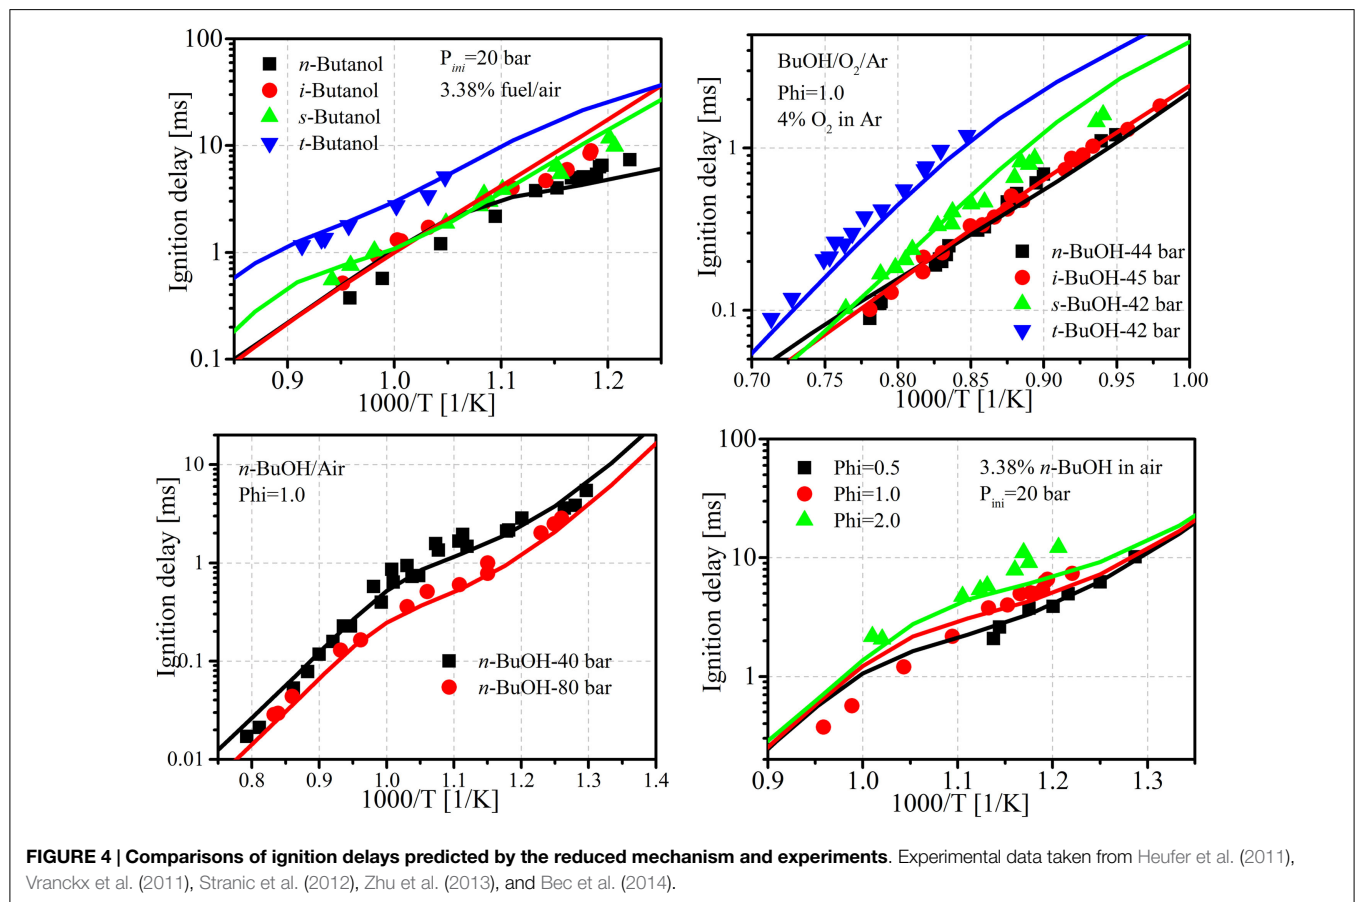 100
10
1
0.1
Ignition delay [ms]
n-Butanol
i-Butanol
s-Butanol
t-Butanol
P_ini=20 bar
3.38% fuel/air
0.9 1.0 1.1 1.2
1000/T [1/K]
1
0.1
Ignition delay [ms]
BuOH/O2/Ar
Phi=1.0
4% O2 in Ar
n-BuOH-44 bar
i-BuOH-45 bar
s-BuOH-42 bar
t-BuOH-42 bar
0.70 0.75 0.80 0.85 0.90 0.95 1.00
1000/T [1/K]
10
1
0.1
0.01
Ignition delay [ms]
n-BuOH/Air
Phi=1.0
n-BuOH-40 bar
n-BuOH-80 bar
0.8 0.9 1.0 1.1 1.2 1.3 1.4
1000/T [1/K]
100
10
1
Ignition delay [ms]
Phi=0.5
Phi=1.0
Phi=2.0
3.38% n-BuOH in air
P_ini=20 bar
0.9 1.0 1.1 1.2 1.3
1000/T [1/K]
FIGURE 4 | Comparisons of ignition delays predicted by the reduced mechanism and experiments. Experimental data taken from Heufer et al. (2011),
Vranckx et al. (2011), Stranic et al. (2012), Zhu et al. (2013), and Bec et al. (2014).